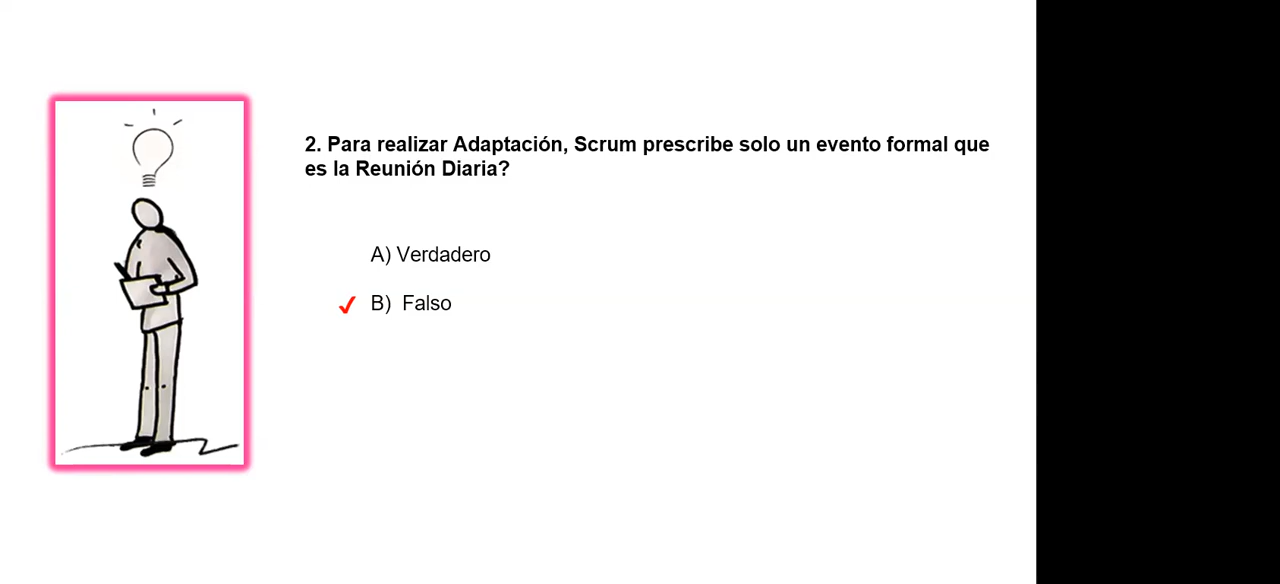 2. Para realizar Adaptación, Scrum prescribe solo un evento formal que
es la Reunión Diaria?
A) Verdadero
B) Falso